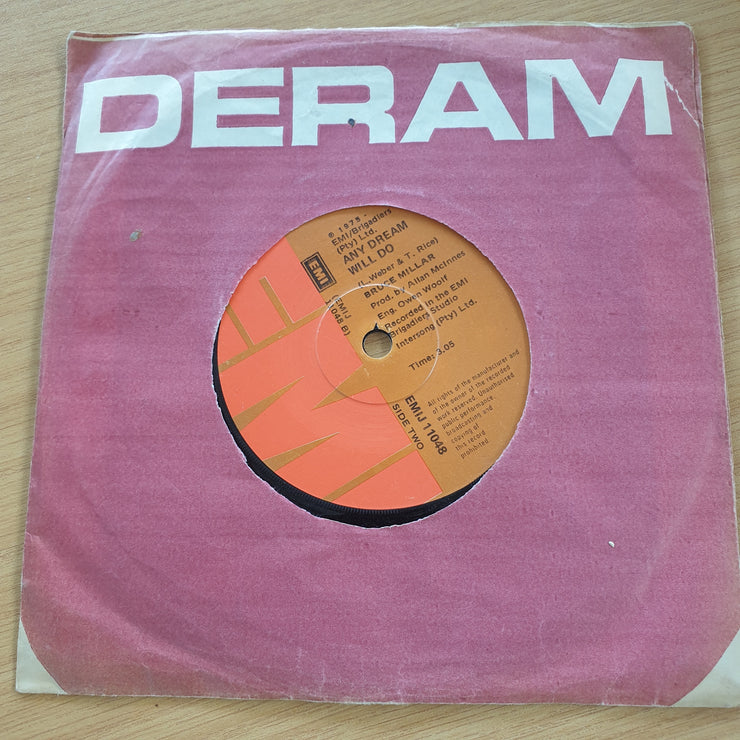 DERAM
℗ 1975
EMI/Brigadiers
(Pty) Ltd.
ANY DREAM
WILL DO
(L. Weber & T. Rice)
BRUCE MILLAR
Prod. by Allan McInnes
Eng. Owen Woolf
Recorded in the EMI
Brigadiers Studio
Intersong (Pty) Ltd.
Time: 3.05
EMI
(EMIJ
11048 B)
EMIJ 11048
SIDE TWO
All rights of the manufacturer and
of the owner of the recorded
work reserved. Unauthorised
public performance
broadcasting and
copying of
this record
prohibited